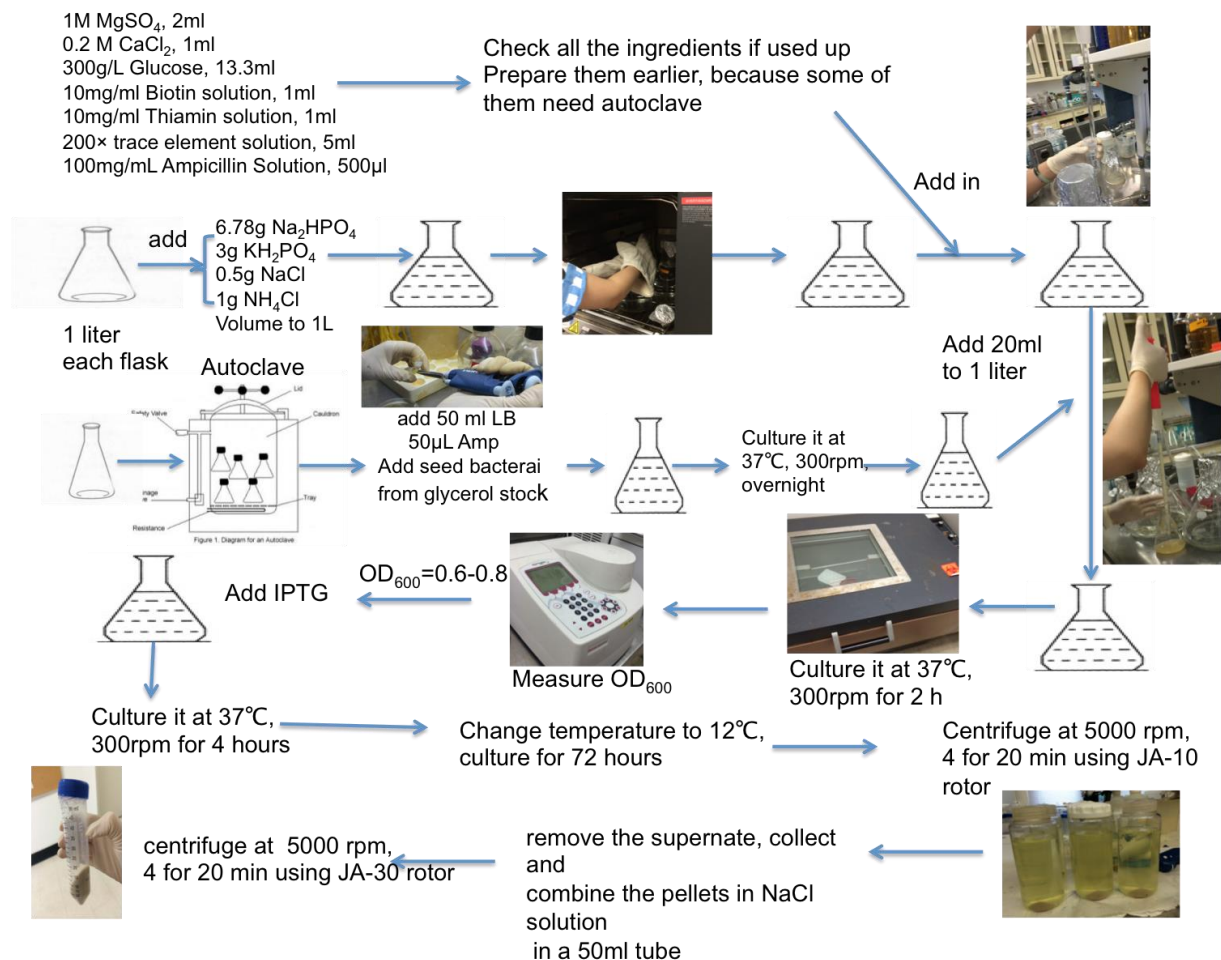 1M MgSO₄, 2ml
0.2 M CaCl₂, 1ml
300g/L Glucose, 13.3ml
10mg/ml Biotin solution, 1ml
10mg/ml Thiamin solution, 1ml
200× trace element solution, 5ml
100mg/mL Ampicillin Solution, 500µl
Check all the ingredients if used up
Prepare them earlier, because some of
them need autoclave
Add in
add
6.78g Na₂HPO₄
3g KH₂PO₄
0.5g NaCl
1g NH₄Cl
Volume to 1L
1 liter
each flask
Autoclave
Lid
Cauldron
Valve
Tray
Resistance
Figure 1. Diagram for an Autoclave
add 50 ml LB
50µL Amp
Add seed bacterai
from glycerol stock
Culture it at
37℃, 300rpm,
overnight
Add 20ml
to 1 liter
Culture it at 37℃,
300rpm for 2 h
Measure OD₆₀₀
OD₆₀₀=0.6-0.8
Add IPTG
Culture it at 37℃,
300rpm for 4 hours
Change temperature to 12℃,
culture for 72 hours
Centrifuge at 5000 rpm,
4 for 20 min using JA-10
rotor
remove the supernate, collect
and
combine the pellets in NaCl
solution
in a 50ml tube
centrifuge at 5000 rpm,
4 for 20 min using JA-30 rotor